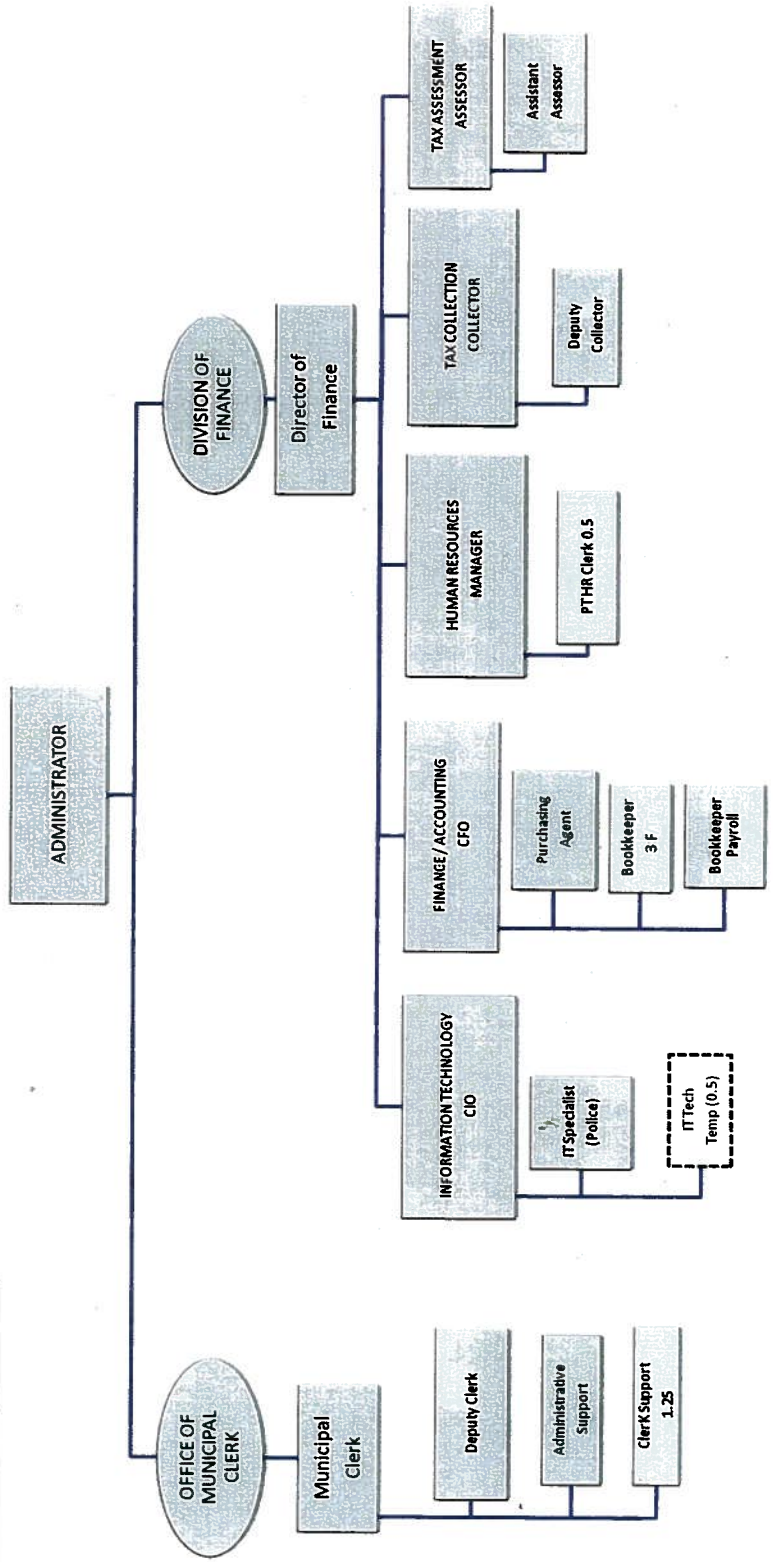 ADMINISTRATOR
OFFICE OF
MUNICIPAL
CLERK
Municipal
Clerk
Deputy Clerk
Administrative
Support
Clerk Support
1.25
DIVISION OF
FINANCE
Director of
Finance
INFORMATION TECHNOLOGY
CIO
IT Specialist
(Police)
IT Tech
Temp (0.5)
FINANCE / ACCOUNTING
CFO
Purchasing
Agent
Bookkeeper
3 F
Bookkeeper
Payroll
HUMAN RESOURCES
MANAGER
PT HR Clerk 0.5
TAX COLLECTION
COLLECTOR
Deputy
Collector
TAX ASSESSMENT
ASSESSOR
Assistant
Assessor